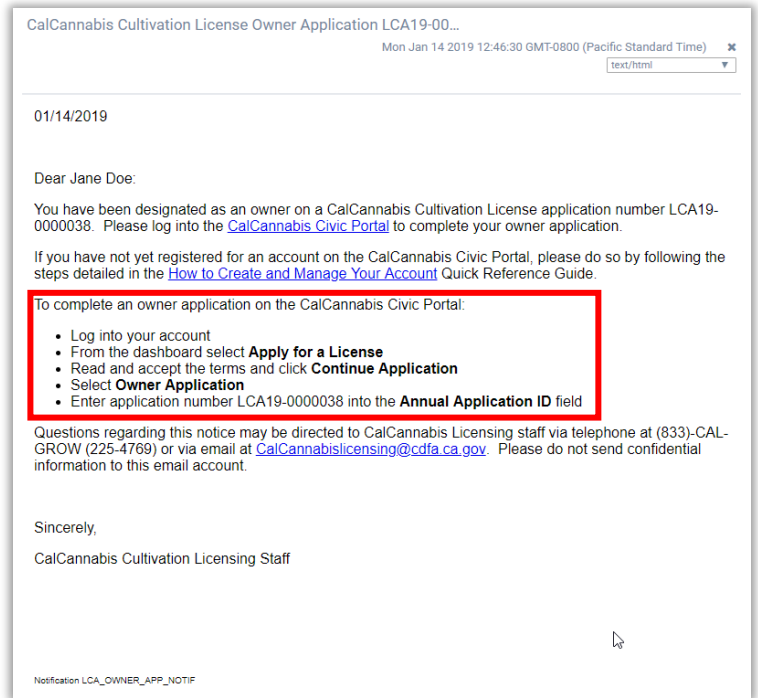 CalCannabis Cultivation License Owner Application LCA19-00...
Mon Jan 14 2019 12:46:30 GMT-0800 (Pacific Standard Time) ✖
text/html ▼
01/14/2019
Dear Jane Doe:
You have been designated as an owner on a CalCannabis Cultivation License application number LCA19-
0000038.  Please log into the CalCannabis Civic Portal to complete your owner application.
If you have not yet registered for an account on the CalCannabis Civic Portal, please do so by following the
steps detailed in the How to Create and Manage Your Account Quick Reference Guide.
To complete an owner application on the CalCannabis Civic Portal:
• Log into your account
• From the dashboard select Apply for a License
• Read and accept the terms and click Continue Application
• Select Owner Application
• Enter application number LCA19-0000038 into the Annual Application ID field
Questions regarding this notice may be directed to CalCannabis Licensing staff via telephone at (833)-CAL-
GROW (225-4769) or via email at CalCannabislicensing@cdfa.ca.gov.  Please do not send confidential
information to this email account.
Sincerely,
CalCannabis Cultivation Licensing Staff
Notification LCA_OWNER_APP_NOTIF